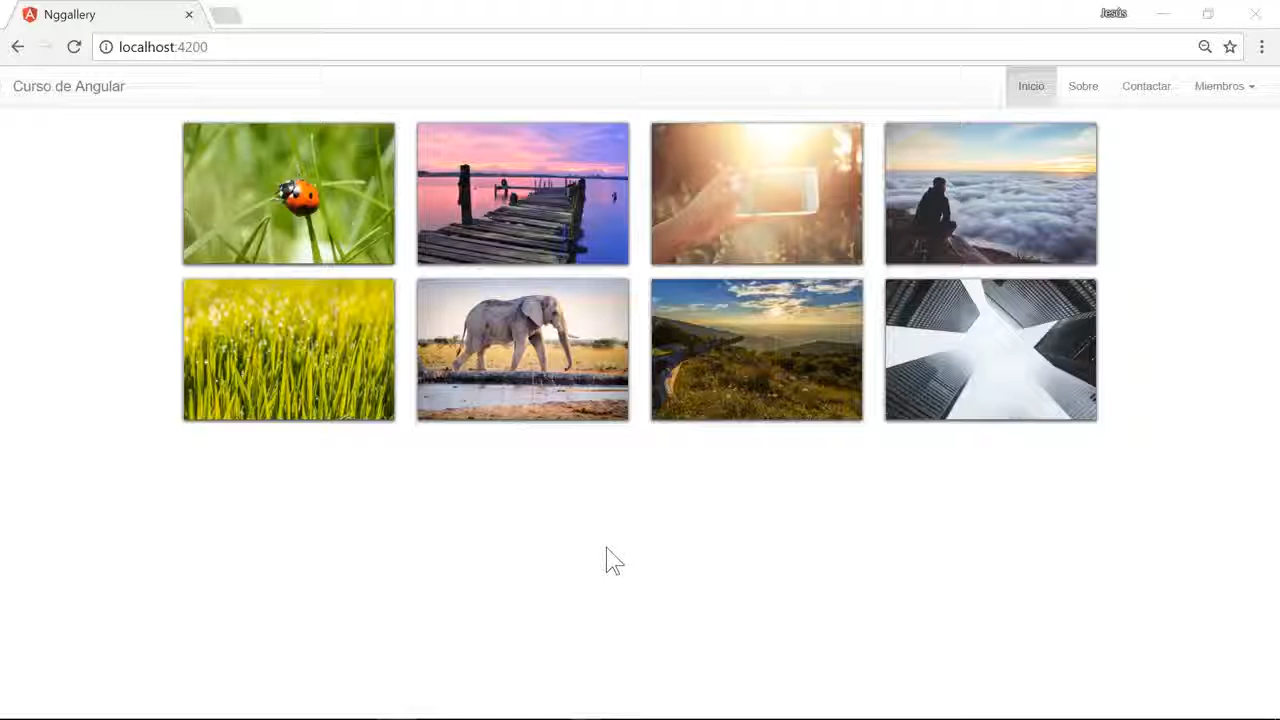 Nggallery
Jesús
localhost:4200
Curso de Angular
Inicio
Sobre
Contactar
Miembros